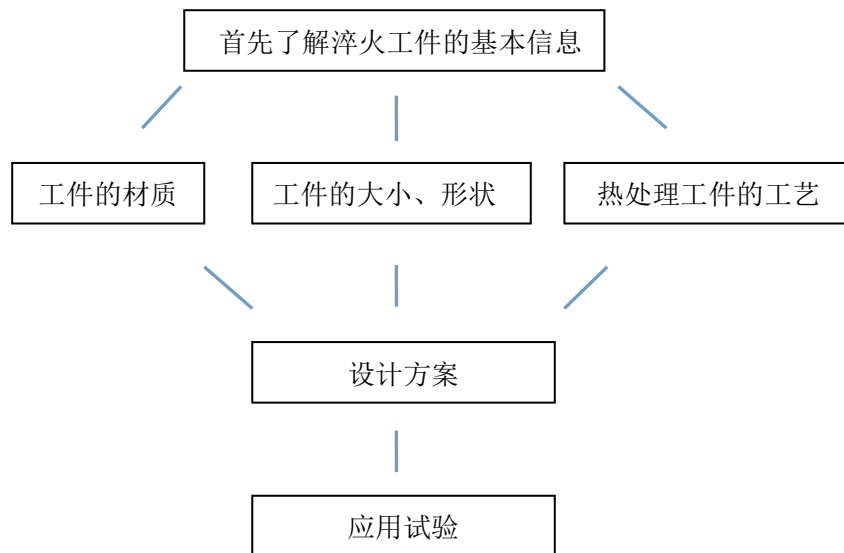 首先了解淬火工件的基本信息
工件的材质
工件的大小、形状
热处理工件的工艺
设计方案
应用试验